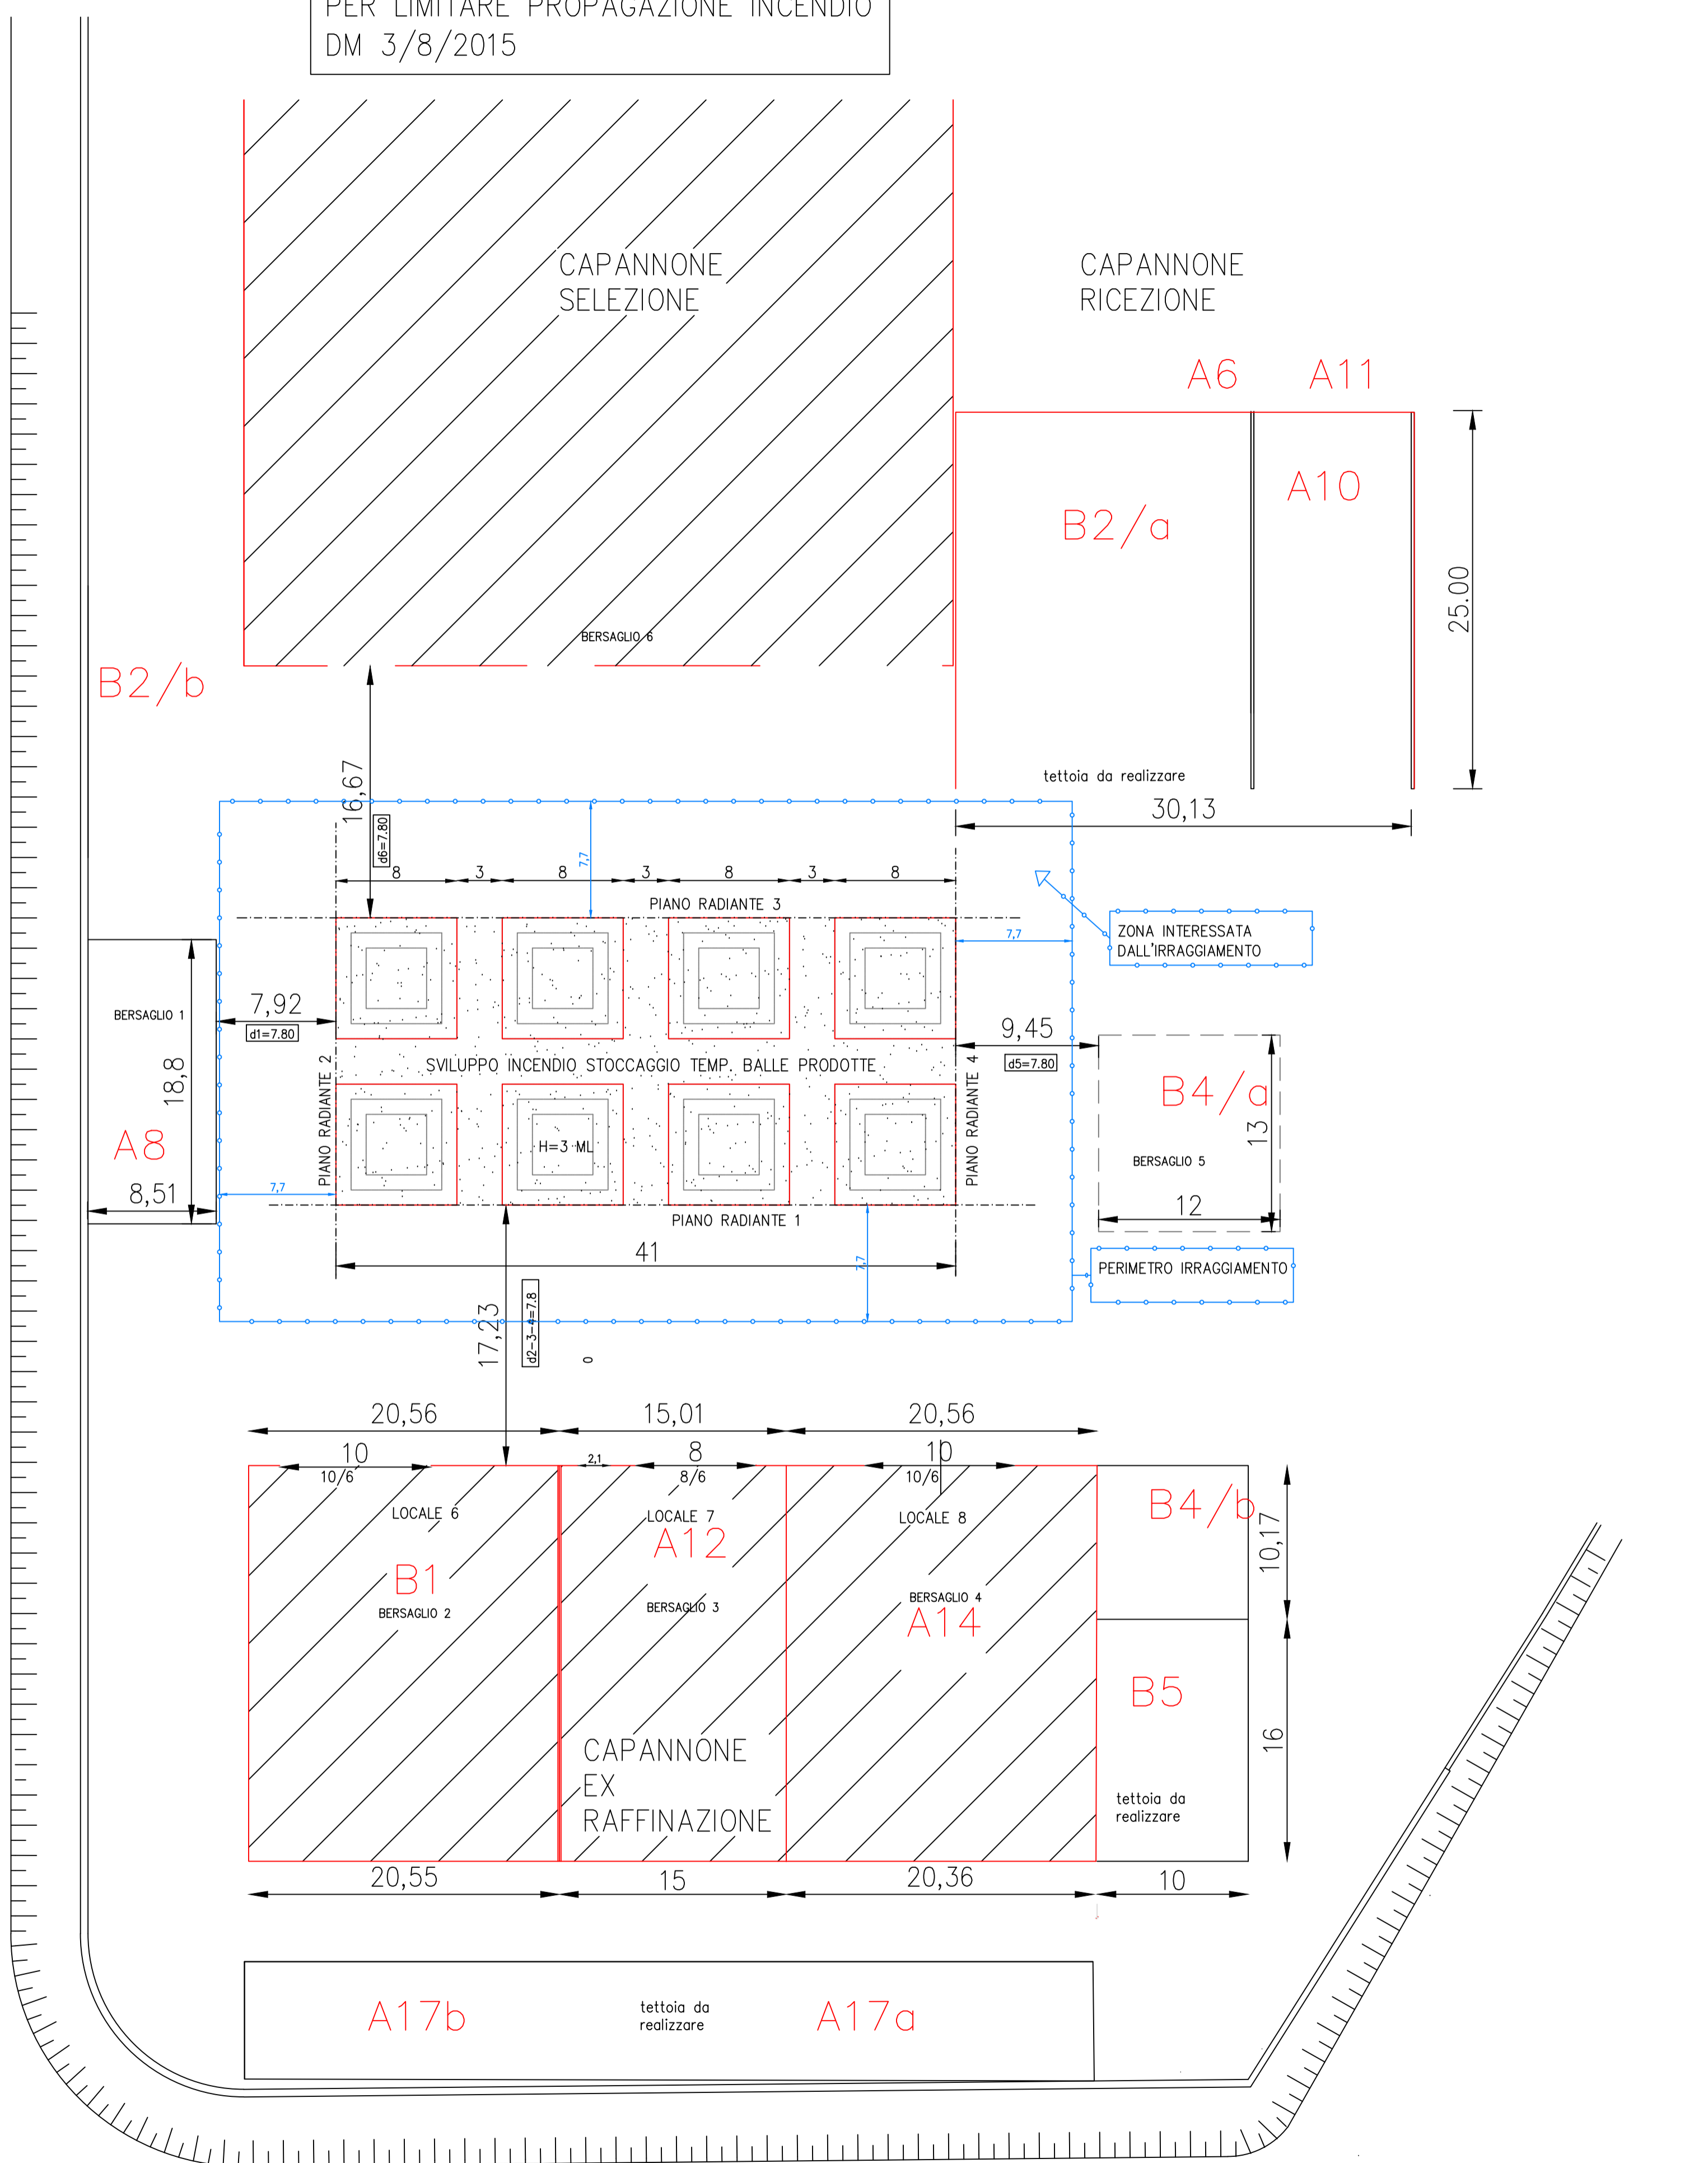 PER LIMITARE PROPAGAZIONE INCENDIO
DM 3/8/2015
CAPANNONE
SELEZIONE
CAPANNONE
RICEZIONE
A6
A11
A10
B2/a
25.00
BERSAGLIO 6
B2/b
16,67
d6=7.80
tettoia da realizzare
30,13
7,7
8
3
8
3
8
3
8
PIANO RADIANTE 3
7,7
ZONA INTERESSATA
DALL'IRRAGGIAMENTO
BERSAGLIO 1
7,92
d1=7.80
18,8
A8
8,51
7,7
PIANO RADIANTE 2
SVILUPPO INCENDIO STOCCAGGIO TEMP. BALLE PRODOTTE
H=3 ML
PIANO RADIANTE 4
9,45
d5=7.80
B4/a
13
BERSAGLIO 5
12
PIANO RADIANTE 1
41
7,7
PERIMETRO IRRAGGIAMENTO
17,23
d2-3-4=7.8
0
20,56
15,01
20,56
10
10/6
2,1
8
8/6
10
10/6
LOCALE 6
LOCALE 7
LOCALE 8
B1
A12
A14
BERSAGLIO 2
BERSAGLIO 3
BERSAGLIO 4
B4/b
10,17
B5
16
CAPANNONE
EX
RAFFINAZIONE
tettoia da
realizzare
20,55
15
20,36
10
A17b
tettoia da
realizzare
A17a